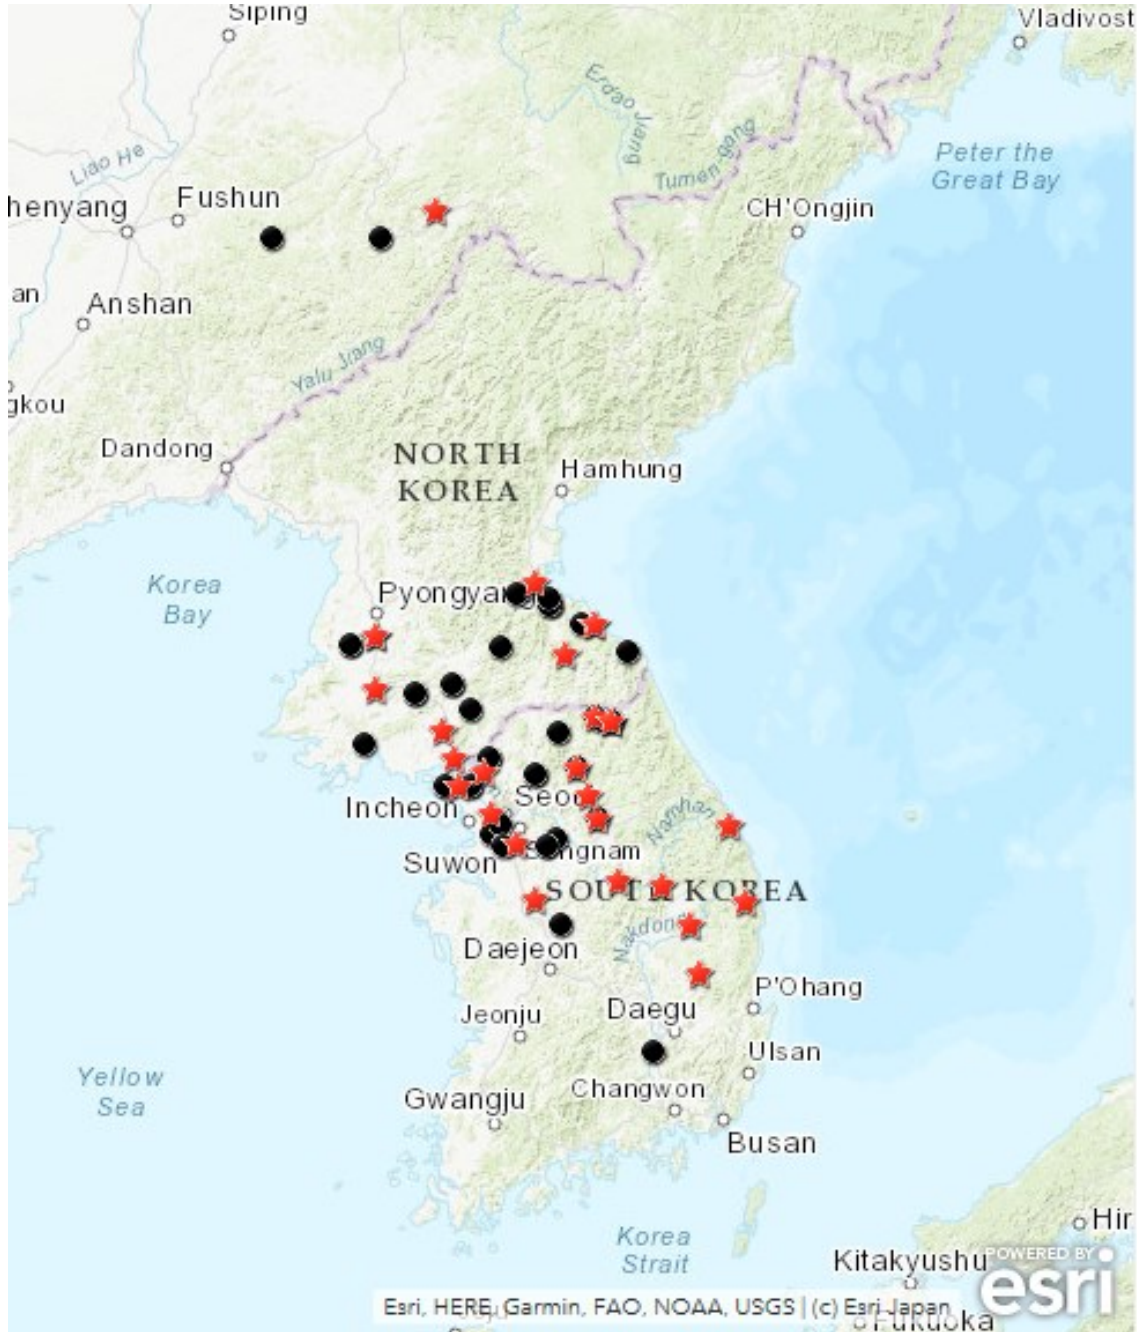 Siping
Vladivost
Erdao Jiang
Liao He
Tumen gang
Peter the
Great Bay
henyang
Fushun
CH'Ongjin
an
Anshan
Yalu Jiang
gkou
Dandong
NORTH
KOREA
Hamhung
Korea
Bay
Pyongyang
Incheon
Seou
Namhan
Suwon
ngnam
SOUTH KOREA
Nakdong
Daejeon
P'Ohang
Daegu
Jeonju
Ulsan
Yellow
Sea
Changwon
Gwangju
Busan
Hir
Korea
Strait
Kitakyushu
POWERED BY
esri
Esri, HERE, Garmin, FAO, NOAA, USGS | (c) Esri Japan
Fukuoka